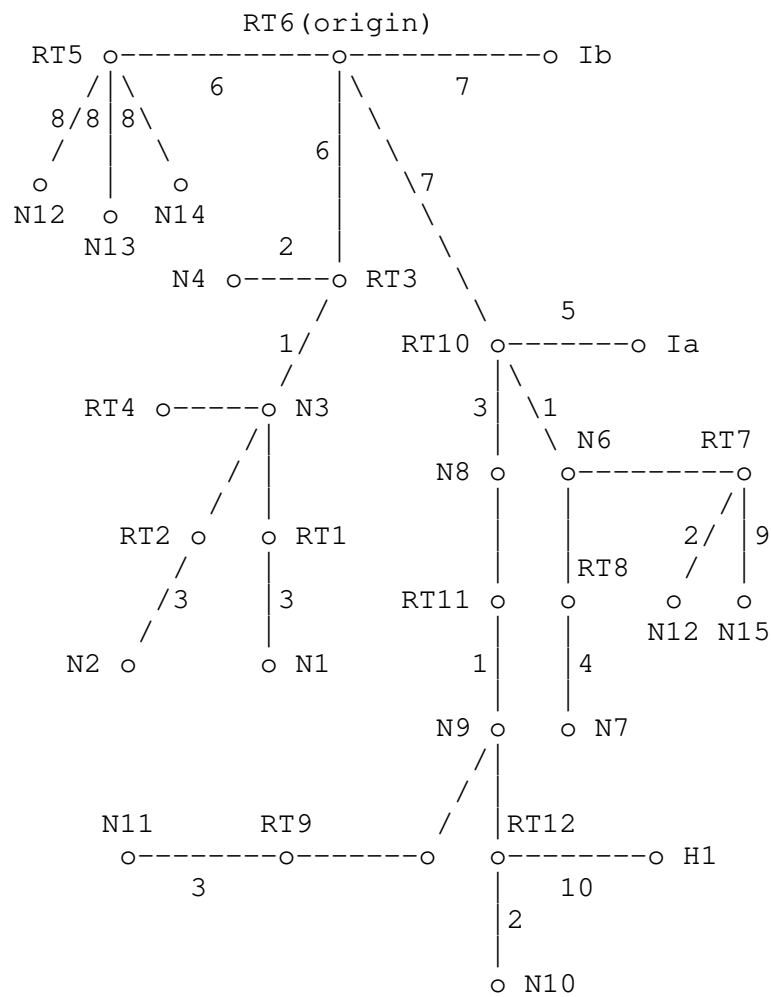 RT6(origin)
RT5 o------------o-----------o Ib
6 7
8/8|8\
6
7
N12 o o N14
N13 o
2
N4 o-----o RT3
5
1/
RT10 o-------o Ia
RT4 o-----o N3
3 1
N6 RT7
N8 o o--------o
RT2 o o RT1
2/ 9
RT8
/3 3
RT11 o o o o
N12 N15
N2 o o N1
1 4
N9 o o N7
N11 RT9 RT12
o--------o-------o o--------o H1
3 10
2
o N10